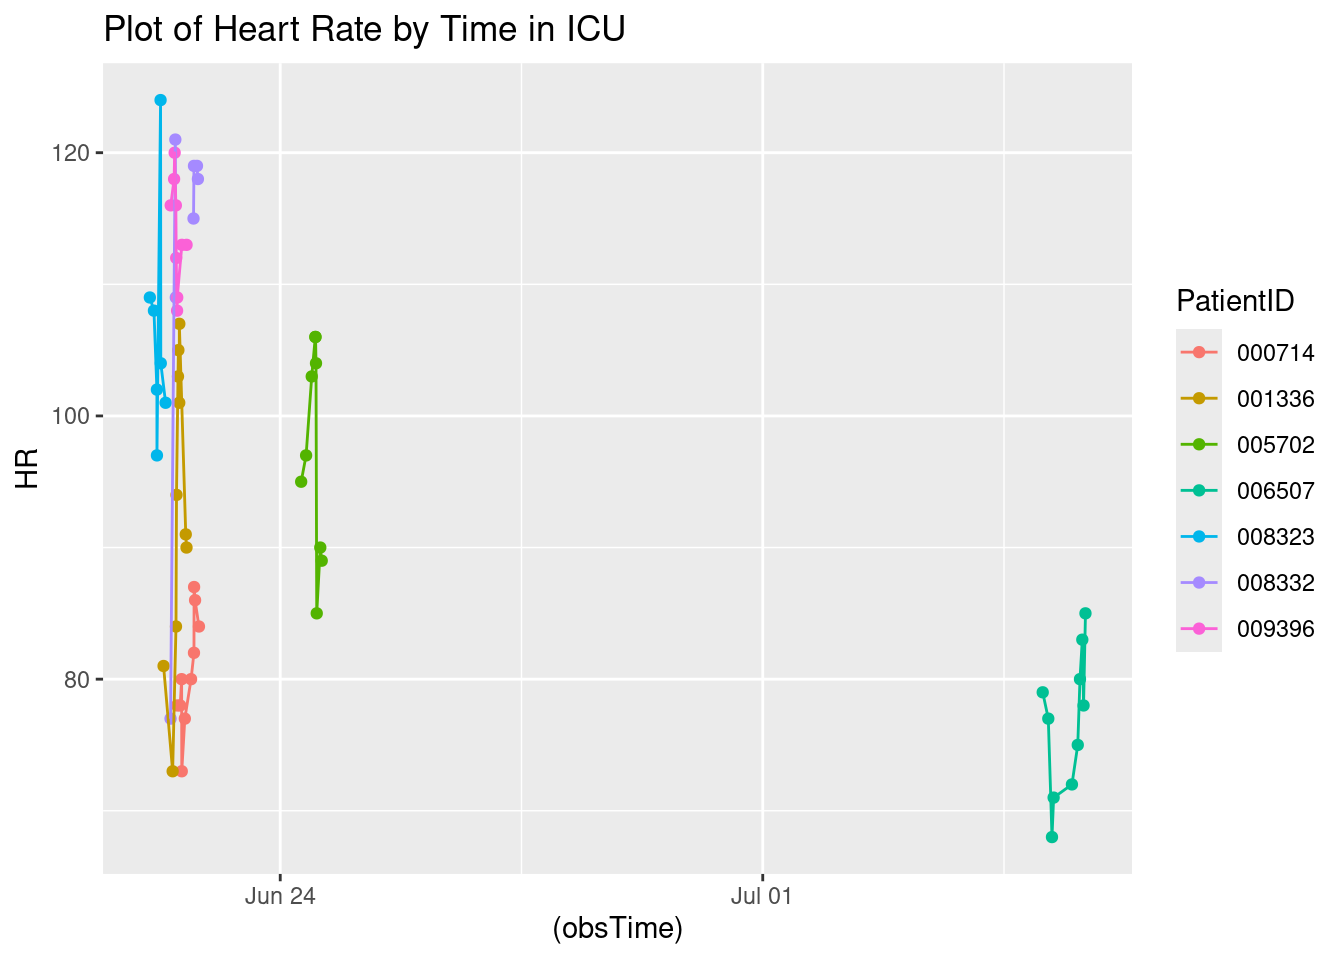 Plot of Heart Rate by Time in ICU
120
100
80
HR
Jun 24
Jul 01
(obsTime)
PatientID
000714
001336
005702
006507
008323
008332
009396